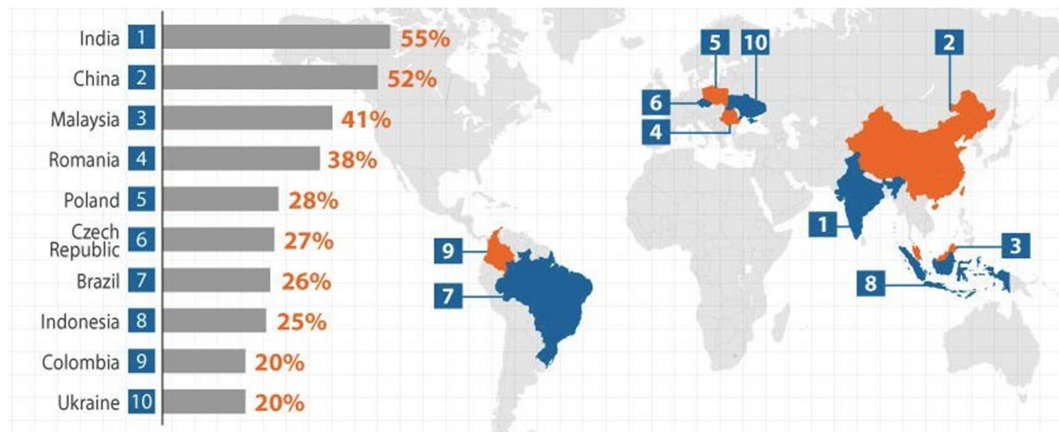 India 1 55%
China 2 52%
Malaysia 3 41%
Romania 4 38%
Poland 5 28%
Czech
Republic 6 27%
Brazil 7 26%
Indonesia 8 25%
Colombia 9 20%
Ukraine 10 20%
5 10 2
6
4
1
9
3
8
7